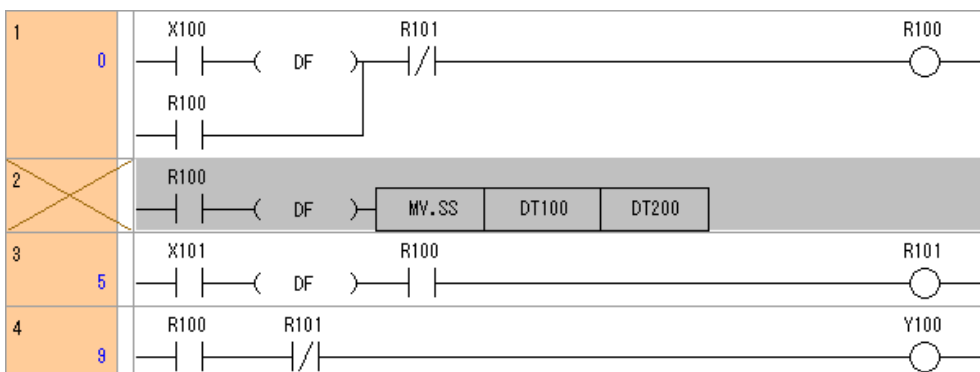 1 X100 R101 R100
0 ( DF )
R100
2 R100
( DF ) MV.SS DT100 DT200
3 X101 R100 R101
5 ( DF )
4 R100 R101 Y100
9